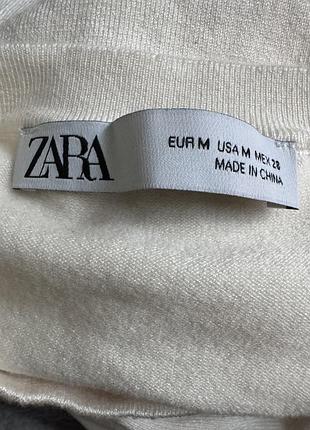 ZARA
EUR M USA M MEX 28
MADE IN CHINA